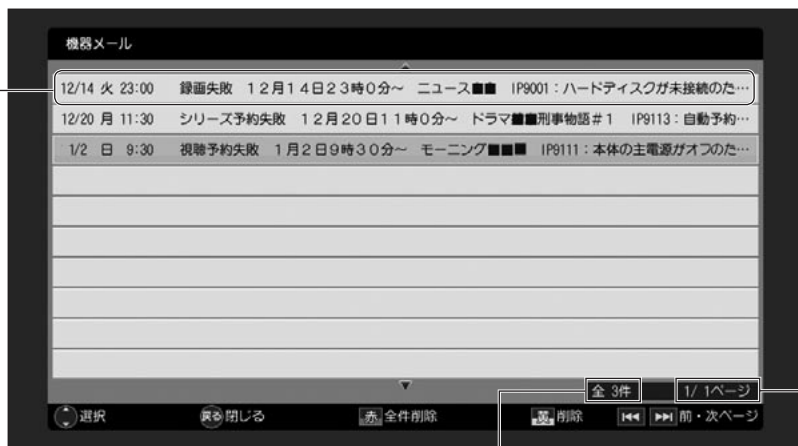 機器メール
12/14 火 23:00 録画失敗 12月14日23時0分~ ニュース■■ IP9001:ハードディスクが未接続のた…
12/20 月 11:30 シリーズ予約失敗 12月20日11時0分~ ドラマ■■刑事物語#1 IP9113:自動予約…
1/2 日 9:30 視聴予約失敗 1月2日9時30分~ モーニング■■■ IP9111:本体の主電源がオフのた…
全 3件 1/ 1ページ
選択 戻る 閉じる 赤 全件削除 黄 削除 前・次ページ